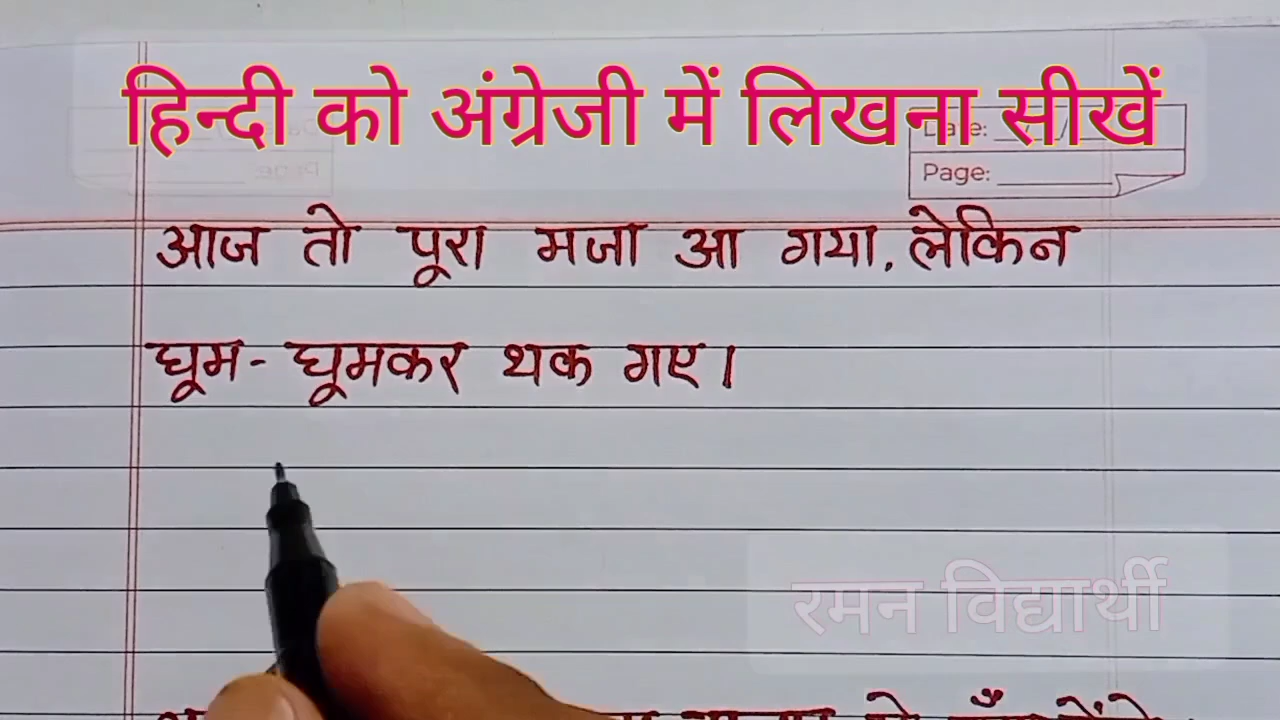 हिन्दी को अंग्रेजी में लिखना सीखें
Date:
Page:
आज तो पूरा मजा आ गया, लेकिन
घूम-घूमकर थक गए।
रमन विद्यार्थी